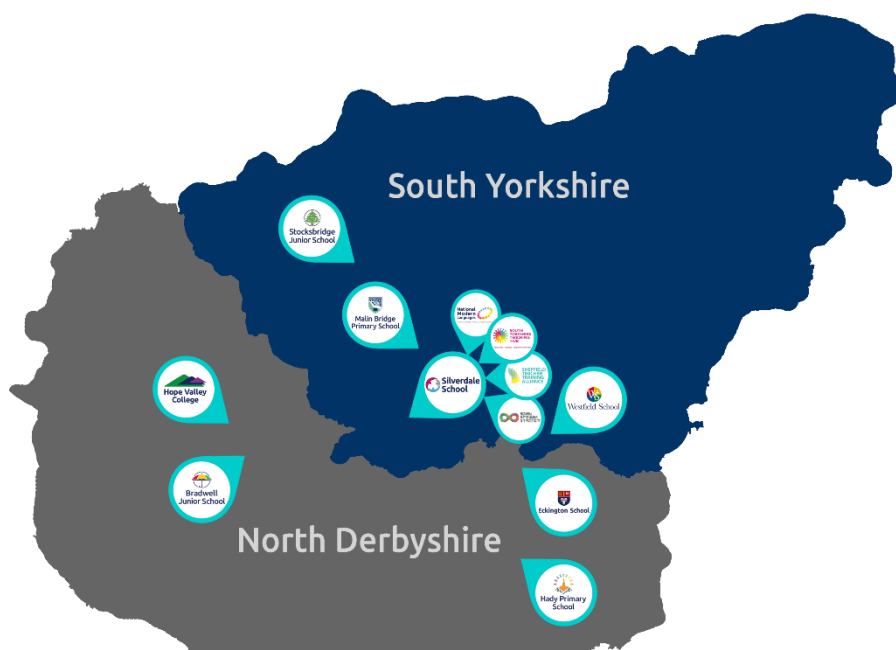 South Yorkshire
Stocksbridge
Junior School
Malin Bridge
Primary School
National
Modern
Languages
SOUTH
YORKSHIRE
TEACHING
HUB
Silverdale
School
SHEFFIELD
TEACHER
TRAINING
ALLIANCE
Westfield School
Hope Valley
College
Bradwell
Junior School
Eckington School
North Derbyshire
Hady Primary
School